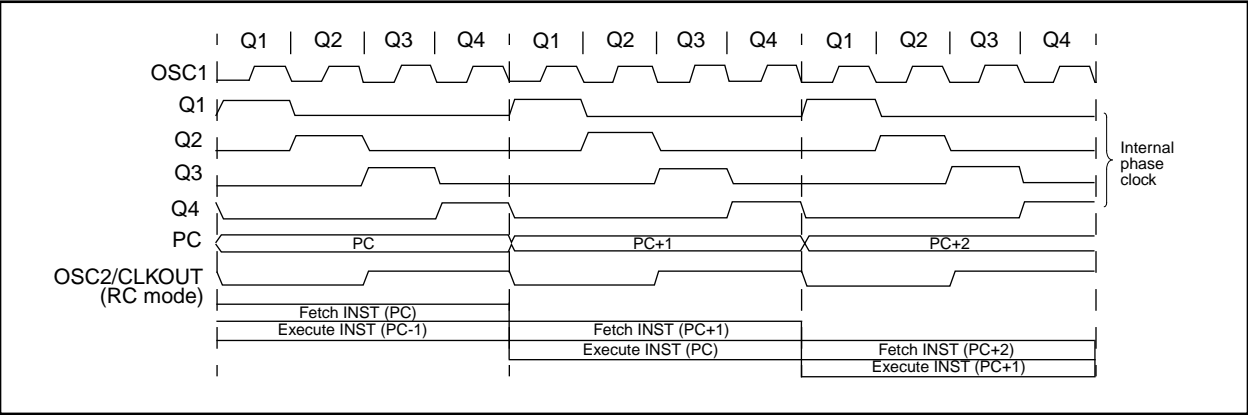 Q1 | Q2 | Q3 | Q4 | Q1 | Q2 | Q3 | Q4 | Q1 | Q2 | Q3 | Q4
OSC1
Q1
Q2
Q3
Q4
Internal
phase
clock
PC PC PC+1 PC+2
OSC2/CLKOUT
(RC mode)
Fetch INST (PC)
Execute INST (PC-1) Fetch INST (PC+1)
Execute INST (PC) Fetch INST (PC+2)
Execute INST (PC+1)